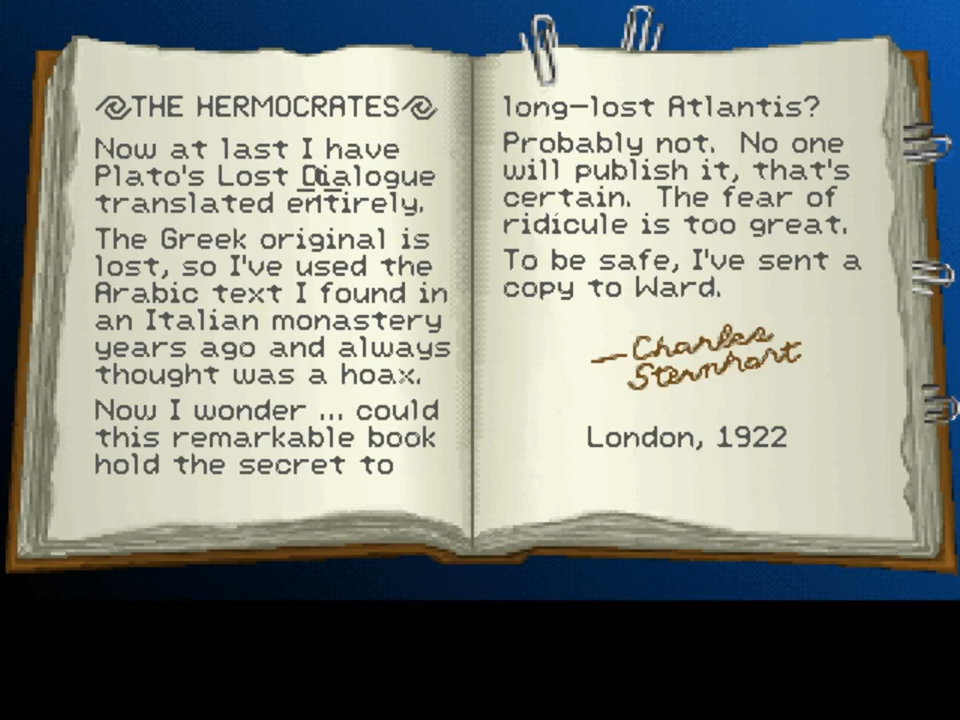 THE HERMOCRATES
Now at last I have
Plato's Lost Dialogue
translated entirely.
The Greek original is
lost, so I've used the
Arabic text I found in
an Italian monastery
years ago and always
thought was a hoax.
Now I wonder ... could
this remarkable book
hold the secret to
long-lost Atlantis?
Probably not. No one
will publish it, that's
certain. The fear of
ridicule is too great.
To be safe, I've sent a
copy to Ward.
—Charles
Sternhart
London, 1922